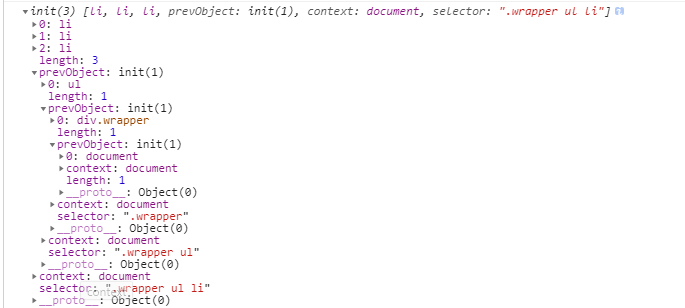 ▼init(3) [li, li, li, prevObject: init(1), context: document, selector: ".wrapper ul li"] i
▶0: li
▶1: li
▶2: li
length: 3
▼prevObject: init(1)
▶0: ul
length: 1
▼prevObject: init(1)
▶0: div.wrapper
length: 1
▼prevObject: init(1)
▶0: document
▶context: document
length: 1
▶__proto__: Object(0)
▶context: document
selector: ".wrapper"
▶__proto__: Object(0)
▶context: document
selector: ".wrapper ul"
▶__proto__: Object(0)
▶context: document
selector: ".wrapper ul li"
Context
▶__proto__: Object(0)